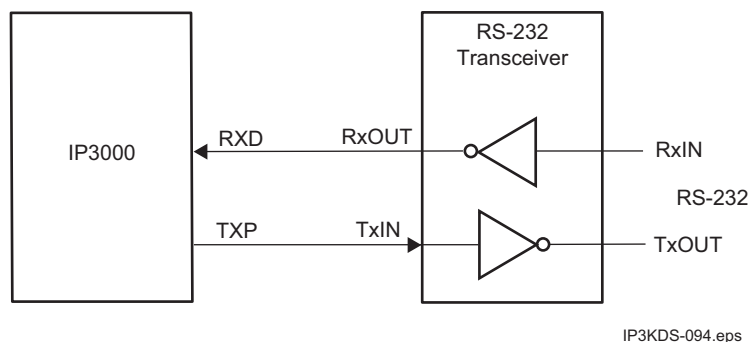 RS-232
Transceiver
IP3000
RXD
RxOUT
RxIN
RS-232
TXP
TxIN
TxOUT
IP3KDS-094.eps